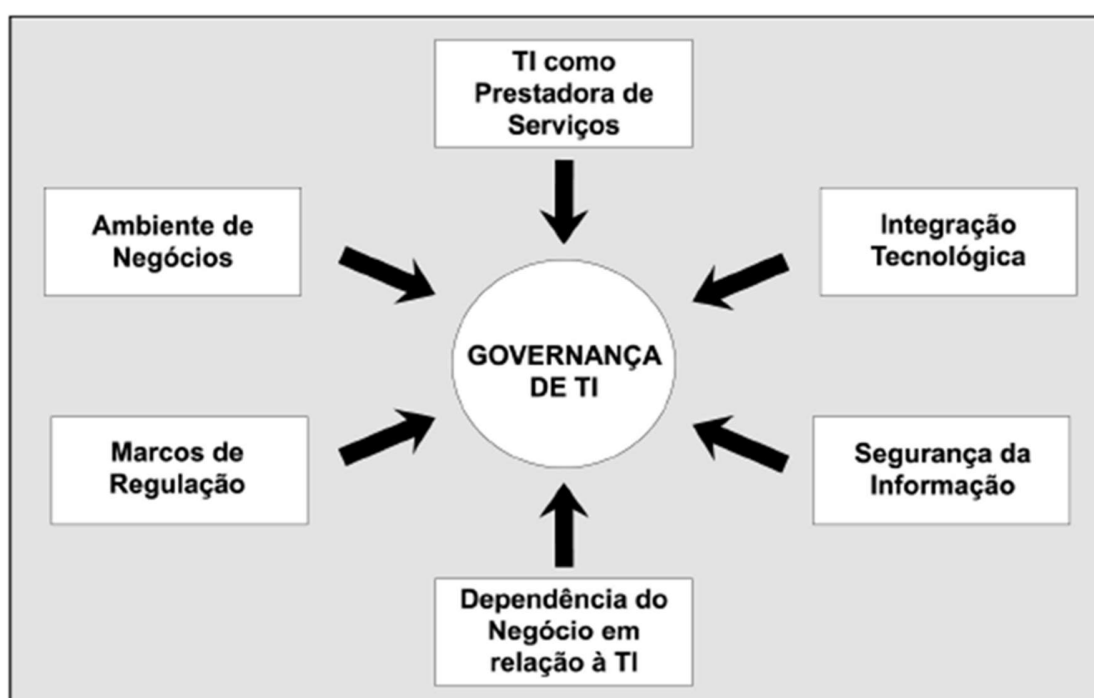 TI como
Prestadora de
Serviços
Ambiente de
Negócios
Integração
Tecnológica
GOVERNANÇA
DE TI
Marcos de
Regulação
Segurança da
Informação
Dependência do
Negócio em
relação à TI